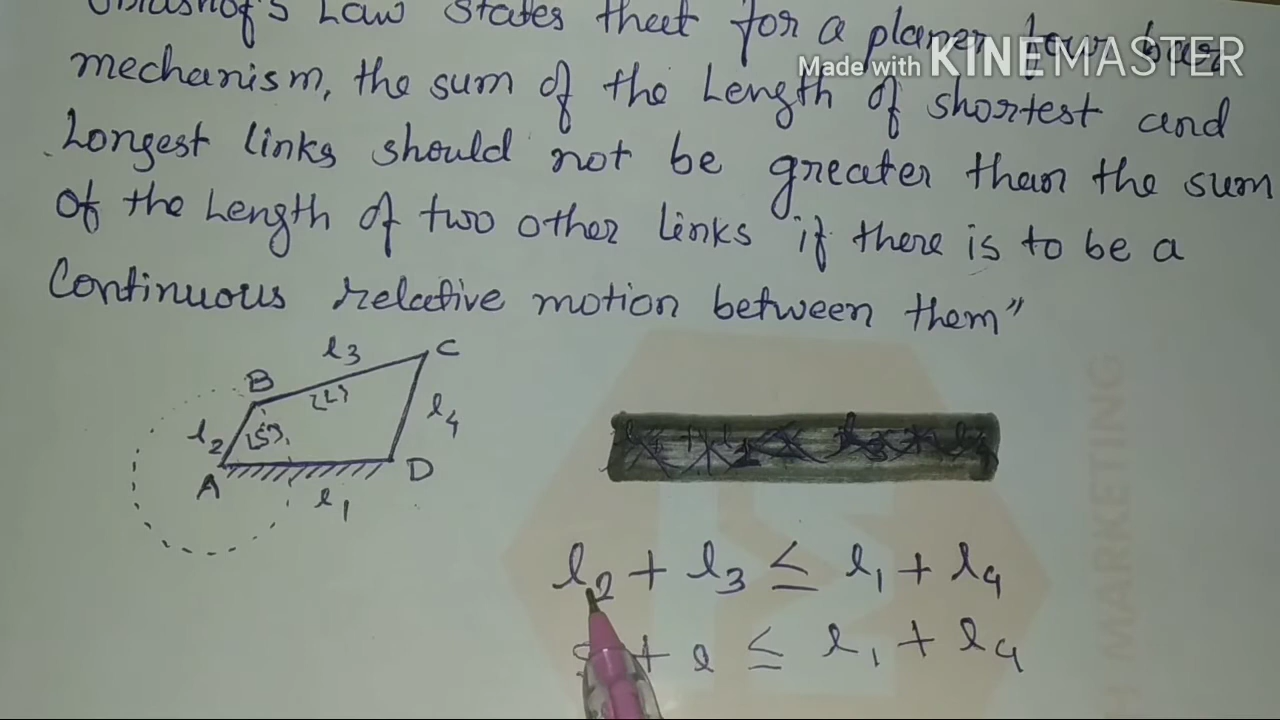 Law states that for a planer four bar
mechanism, the sum of the Length of shortest and
Longest links should not be greater than the sum
of the Length of two other links if there is to be a
Continuous relative motion between them"
Made with KINEMASTER
l3
C
B
(L)
l2
(S)
l4
A
D
l1
l2 + l3 ≤ l1 + l4
+ l ≤ l1 + l4
MARKETING